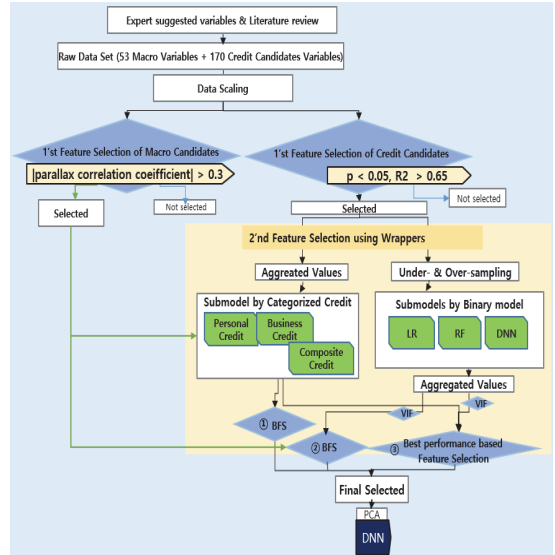 Expert suggested variables & Literature review
Raw Data Set (53 Macro Variables + 170 Credit Candidates Variables)
Data Scaling
1'st Feature Selection of Macro Candidates
|parallax correlation coeifficient| > 0.3
Selected
Not selected
1'st Feature Selection of Credit Candidates
p < 0.05, R2 > 0.65
Not selected
Selected
2'nd Feature Selection using Wrappers
Aggreated Values
Under- & Over-sampling
Submodel by Categorized Credit
Personal
Credit
Business
Credit
Composite
Credit
Submodels by Binary model
LR
RF
DNN
Aggregated Values
VIF
VIF
① BFS
② BFS
③ Best performance based
Feature Selection
Final Selected
PCA
DNN